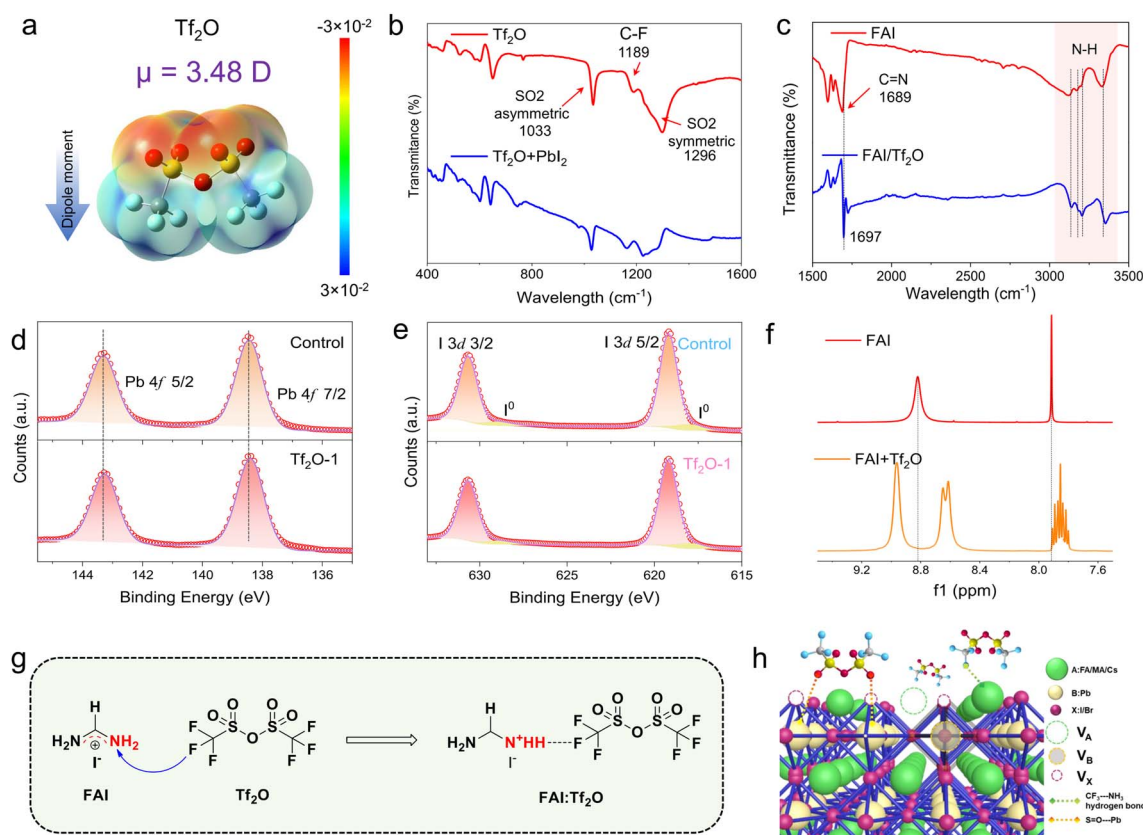 a
Tf₂O
μ = 3.48 D
Dipole moment
-3×10⁻²
3×10⁻²
b
Tf₂O
C-F
1189
SO2
asymmetric
1033
SO2
symmetric
1296
Tf₂O+PbI₂
Transmitance (%)
400 800 1200 1600
Wavelength (cm⁻¹)
c
FAI
N-H
C=N
1689
FAI/Tf₂O
1697
Transmittance (%)
1500 2000 2500 3000 3500
Wavelength (cm⁻¹)
d
Control
Pb 4f 5/2
Pb 4f 7/2
Tf₂O-1
Counts (a.u.)
144 142 140 138 136
Binding Energy (eV)
e
I 3d 3/2
I 3d 5/2
Control
I⁰
I⁰
Tf₂O-1
Counts (a.u.)
630 625 620 615
Binding Energy (eV)
f
FAI
FAI+Tf₂O
9.2 8.8 8.4 8.0 7.6
f1 (ppm)
g
H
H₂N NH₂
⊕
I⁻
FAI
O O O O
S S
F O F
F F F F
Tf₂O
H
H₂N N⁺HH
I⁻
O O O O
S S
F O F
F F F F
FAI:Tf₂O
h
A:FA/MA/Cs
B:Pb
X:I/Br
V_A
V_B
V_X
CF₃---NH₃
hydrogen bond
S=O---Pb